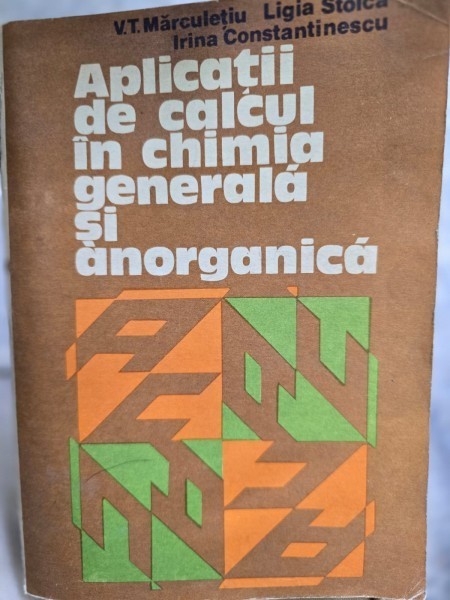 V.T. Mărculețiu Ligia Stoica
Irina Constantinescu
Aplicații
de calcul
în chimia
generală
și
anorganică